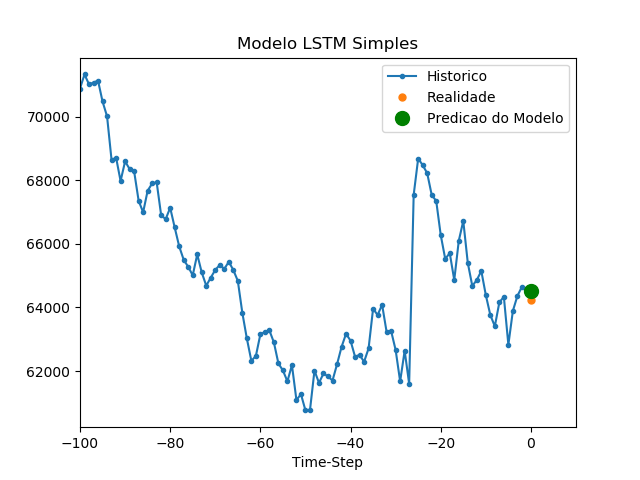 Modelo LSTM Simples
Historico
Realidade
Predicao do Modelo
70000
68000
66000
64000
62000
−100
−80
−60
−40
−20
0
Time-Step